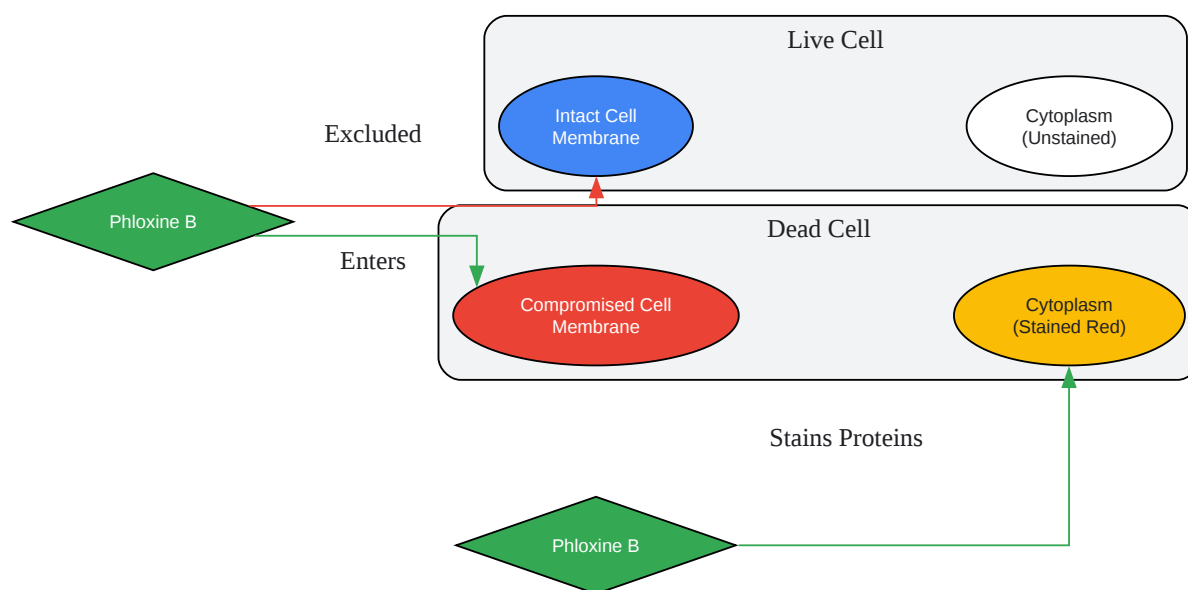 Live Cell
Intact Cell
Membrane
Cytoplasm
(Unstained)
Excluded
Phloxine B
Dead Cell
Enters
Compromised Cell
Membrane
Cytoplasm
(Stained Red)
Stains Proteins
Phloxine B